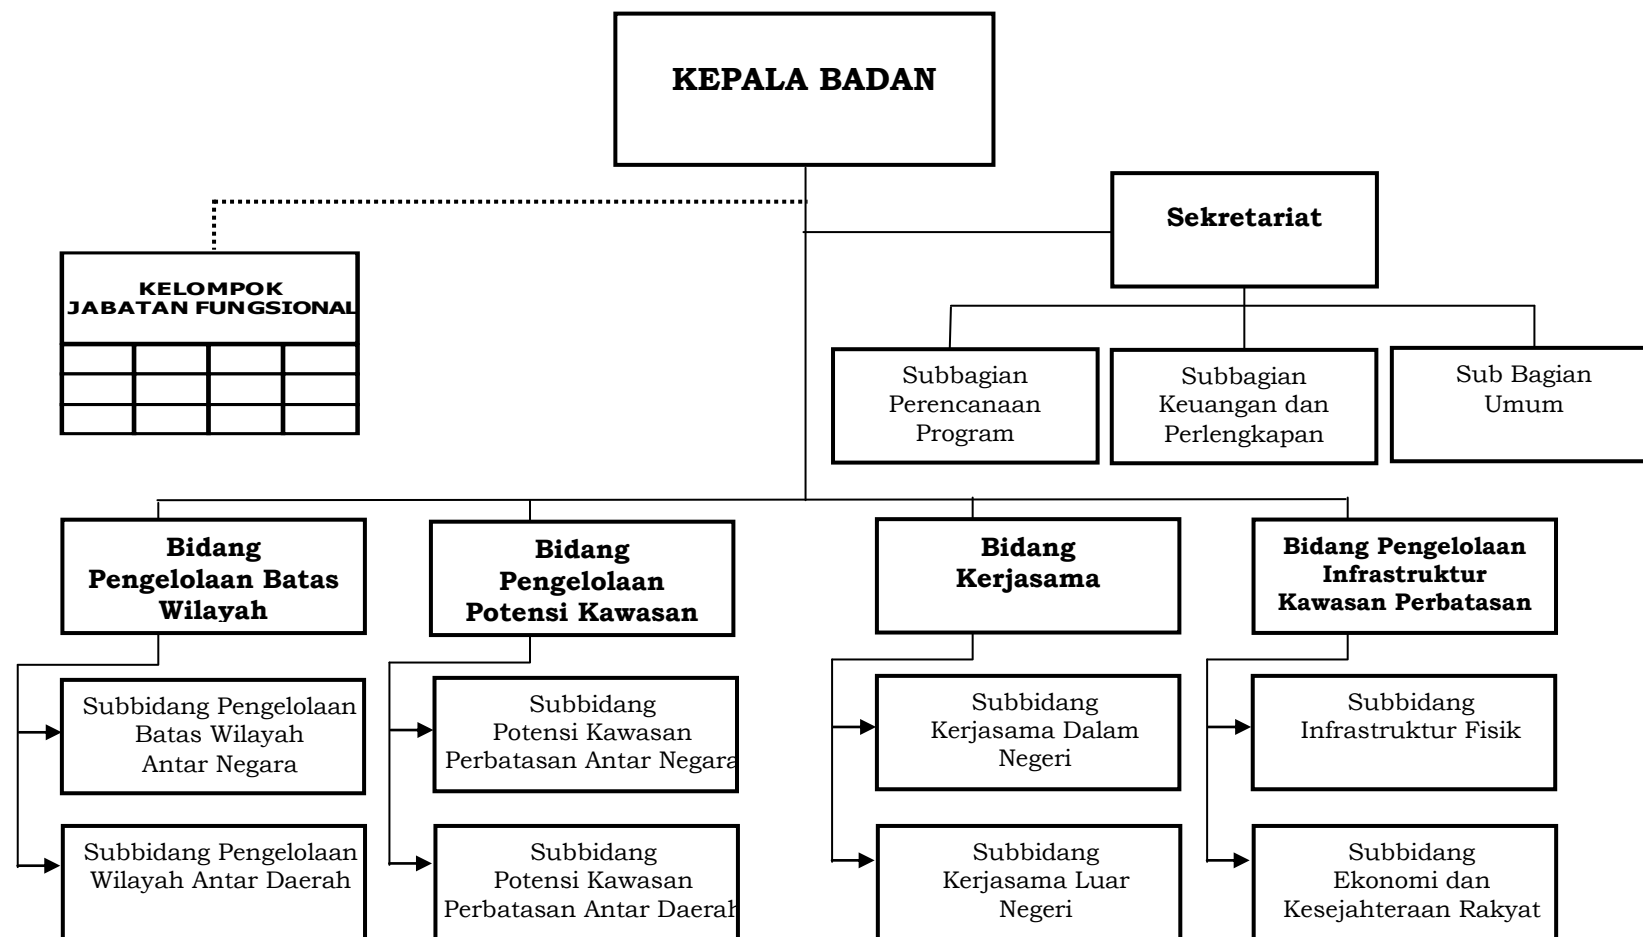 KEPALA BADAN
Sekretariat
KELOMPOK
JABATAN FUNGSIONAL
Subbagian
Perencanaan
Program
Subbagian
Keuangan dan
Perlengkapan
Sub Bagian
Umum
Bidang
Pengelolaan Batas
Wilayah
Bidang
Pengelolaan
Potensi Kawasan
Bidang
Kerjasama
Bidang Pengelolaan
Infrastruktur
Kawasan Perbatasan
Subbidang Pengelolaan
Batas Wilayah
Antar Negara
Subbidang
Potensi Kawasan
Perbatasan Antar Negara
Subbidang
Kerjasama Dalam
Negeri
Subbidang
Infrastruktur Fisik
Subbidang Pengelolaan
Wilayah Antar Daerah
Subbidang
Potensi Kawasan
Perbatasan Antar Daerah
Subbidang
Kerjasama Luar
Negeri
Subbidang
Ekonomi dan
Kesejahteraan Rakyat